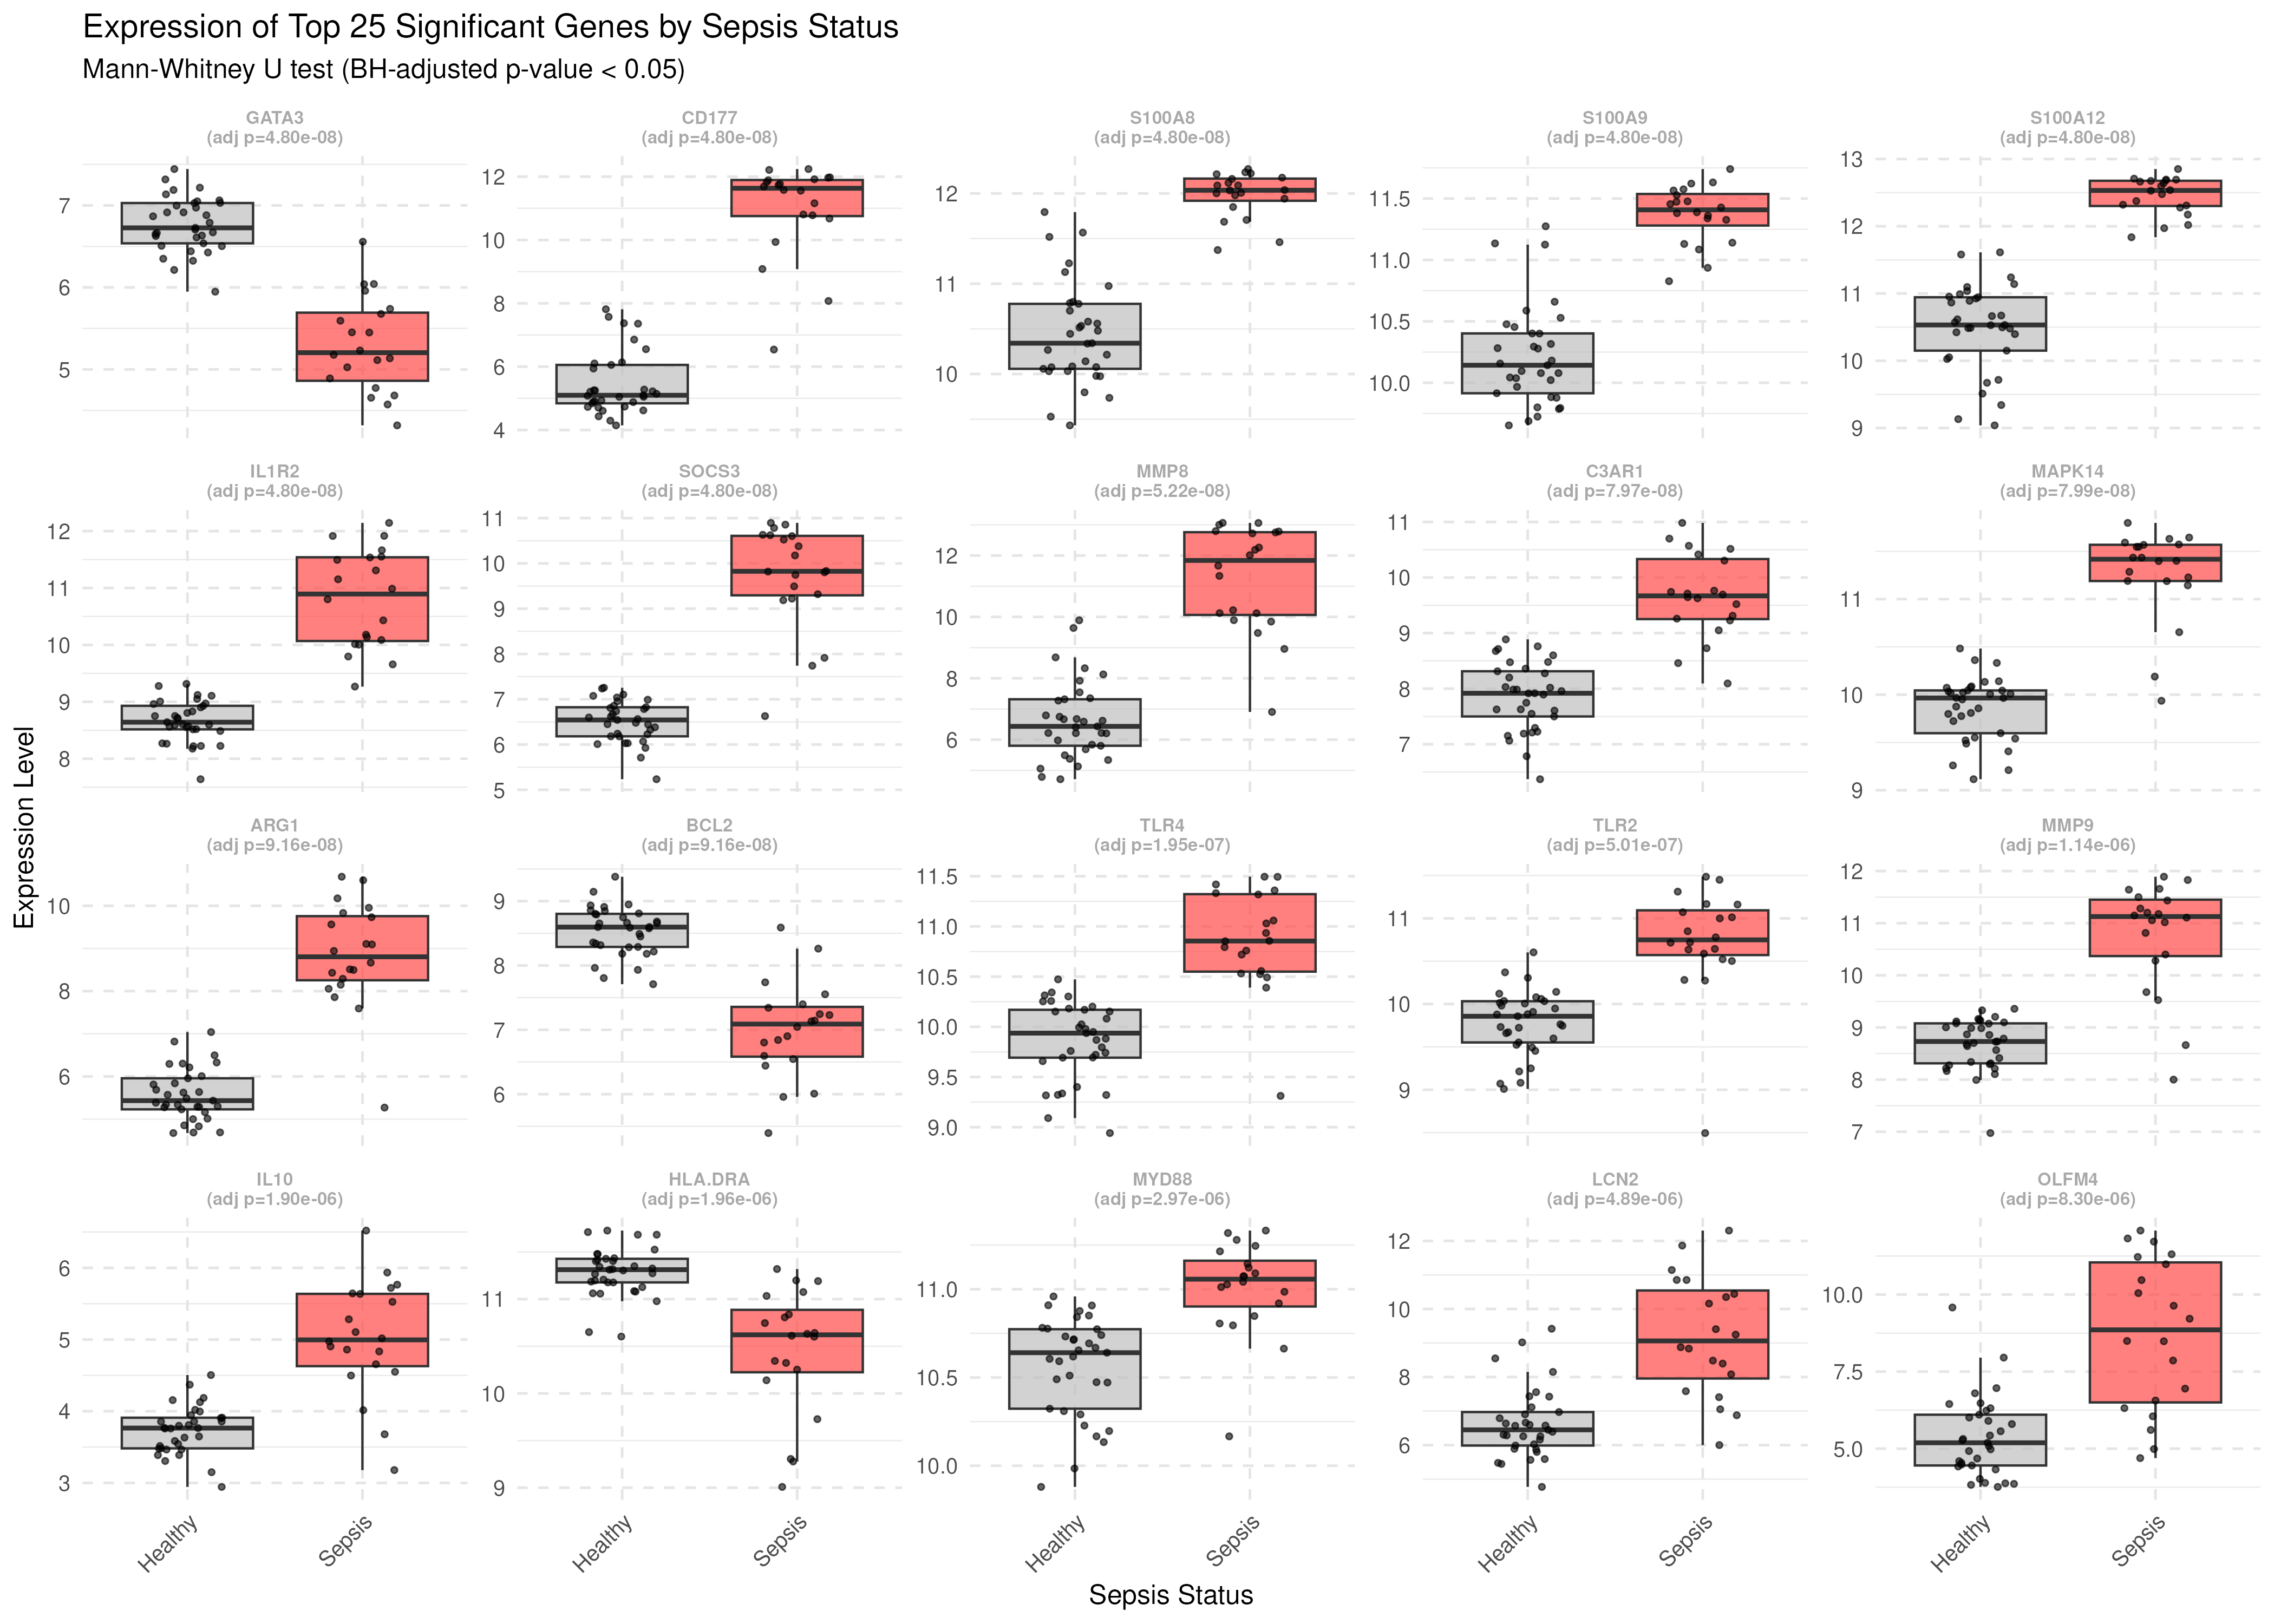 Expression of Top 25 Significant Genes by Sepsis Status
Mann-Whitney U test (BH-adjusted p-value < 0.05)
GATA3
(adj p=4.80e-08)
7
6
5
CD177
(adj p=4.80e-08)
12
10
8
6
4
S100A8
(adj p=4.80e-08)
12
11
10
S100A9
(adj p=4.80e-08)
11.5
11.0
10.5
10.0
S100A12
(adj p=4.80e-08)
13
12
11
10
9
IL1R2
(adj p=4.80e-08)
12
11
10
9
8
SOCS3
(adj p=4.80e-08)
11
10
9
8
7
6
5
MMP8
(adj p=5.22e-08)
12
10
8
6
C3AR1
(adj p=7.97e-08)
11
10
9
8
7
MAPK14
(adj p=7.99e-08)
11
10
9
ARG1
(adj p=9.16e-08)
10
8
6
BCL2
(adj p=9.16e-08)
9
8
7
6
TLR4
(adj p=1.95e-07)
11.5
11.0
10.5
10.0
9.5
9.0
TLR2
(adj p=5.01e-07)
11
10
9
MMP9
(adj p=1.14e-06)
12
11
10
9
8
7
IL10
(adj p=1.90e-06)
6
5
4
3
HLA.DRA
(adj p=1.96e-06)
11
10
9
MYD88
(adj p=2.97e-06)
11.0
10.5
10.0
LCN2
(adj p=4.89e-06)
12
10
8
6
OLFM4
(adj p=8.30e-06)
10.0
7.5
5.0
Healthy
Sepsis
Healthy
Sepsis
Healthy
Sepsis
Healthy
Sepsis
Healthy
Sepsis
Expression Level
Sepsis Status